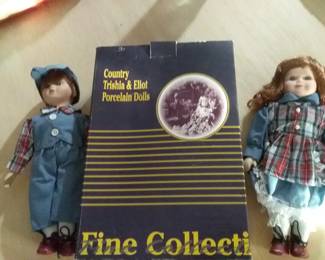 Country
Trishia & Eliot
Porcelain Dolls
Fine Collecti